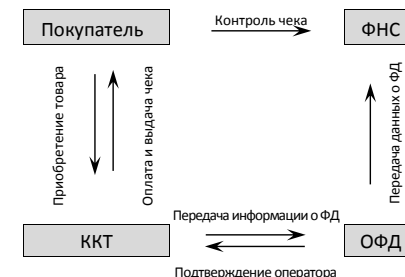 Контроль чека
Покупатель
ФНС
Приобретение товара
Оплата и выдача чека
Передача данных о ФД
Передача информации о ФД
ККТ
ОФД
Подтверждение оператора